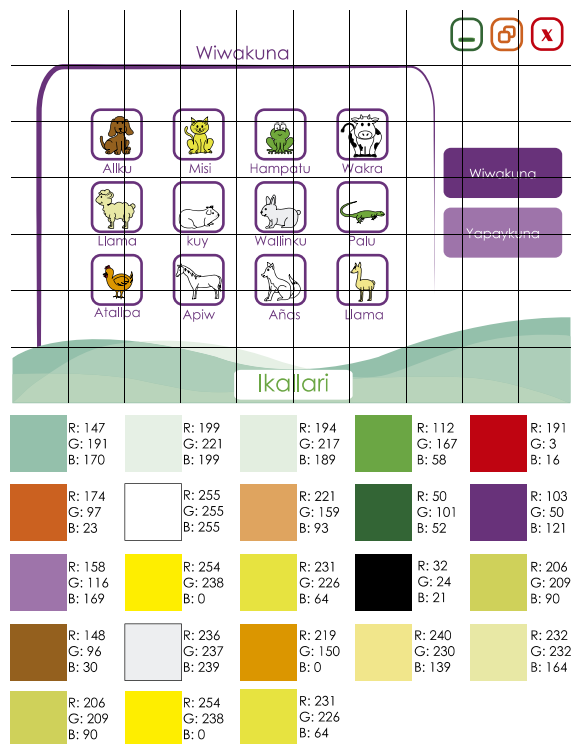 Wiwakuna
x
Allku Misi Hampatu Wakra
Wiwakuna
Llama kuy Wallinku Palu
Yapaykuna
Atallpa Apiw Añas Llama
Ikallari
R: 147 R: 199 R: 194 R: 112 R: 191
G: 191 G: 221 G: 217 G: 167 G: 3
B: 170 B: 199 B: 189 B: 58 B: 16
R: 174 R: 255 R: 221 R: 50 R: 103
G: 97 G: 255 G: 159 G: 101 G: 50
B: 23 B: 255 B: 93 B: 52 B: 121
R: 158 R: 254 R: 231 R: 32 R: 206
G: 116 G: 238 G: 226 G: 24 G: 209
B: 169 B: 0 B: 64 B: 21 B: 90
R: 148 R: 236 R: 219 R: 240 R: 232
G: 96 G: 237 G: 150 G: 230 G: 232
B: 30 B: 239 B: 0 B: 139 B: 164
R: 206 R: 254 R: 231
G: 209 G: 238 G: 226
B: 90 B: 0 B: 64